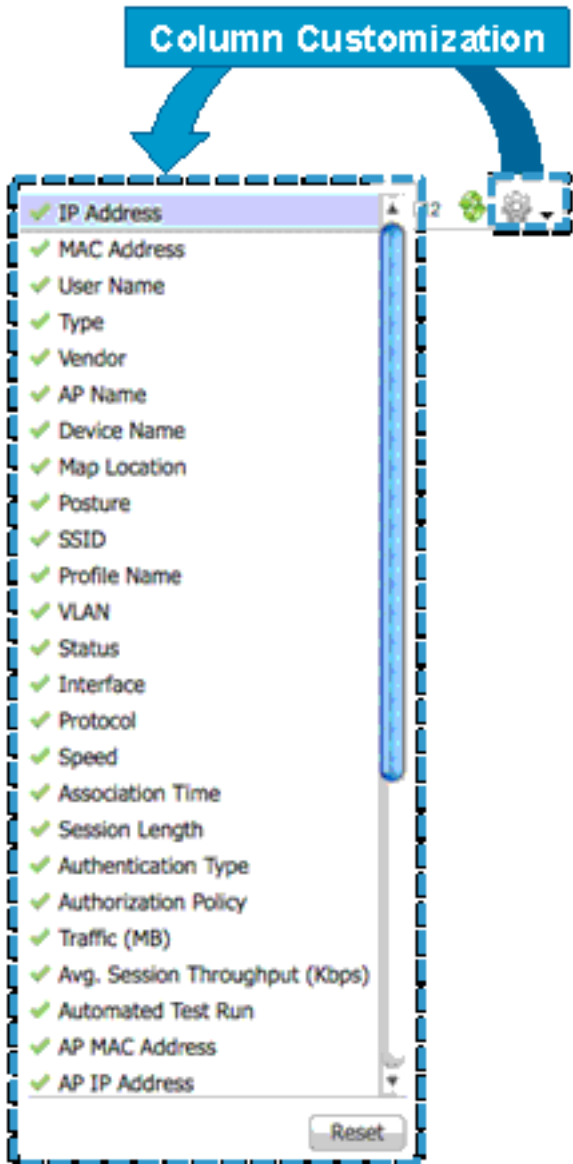 Column Customization
IP Address
MAC Address
User Name
Type
Vendor
AP Name
Device Name
Map Location
Posture
SSID
Profile Name
VLAN
Status
Interface
Protocol
Speed
Association Time
Session Length
Authentication Type
Authorization Policy
Traffic (MB)
Avg. Session Throughput (Kbps)
Automated Test Run
AP MAC Address
AP IP Address
Reset